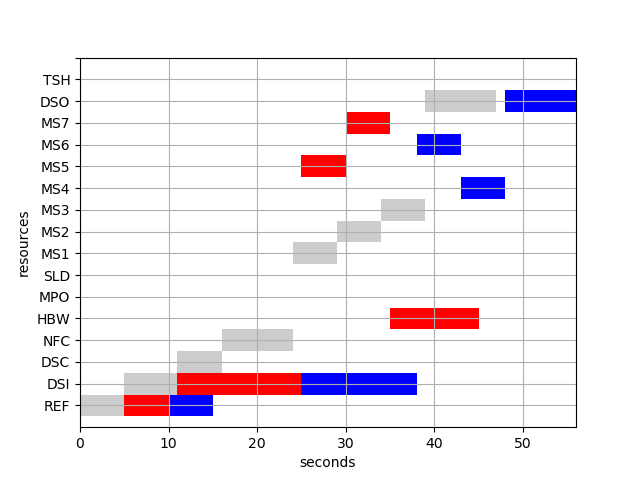 TSH
DSO
MS7
MS6
MS5
MS4
MS3
MS2
MS1
SLD
MPO
HBW
NFC
DSC
DSI
REF
resources
0 10 20 30 40 50
seconds